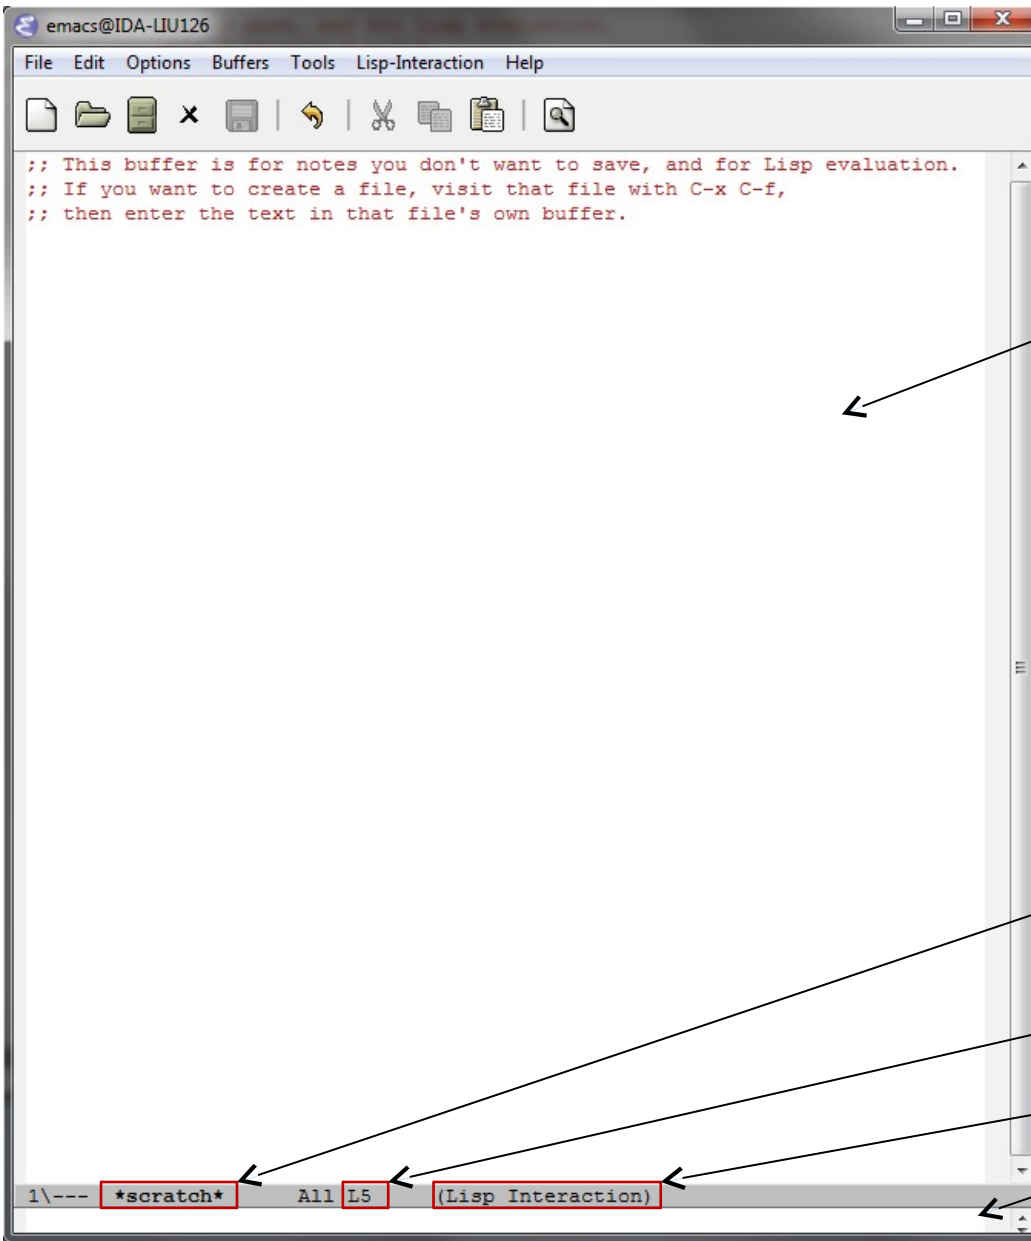 emacs@IDA-LIU126
File Edit Options Buffers Tools Lisp-Interaction Help
;; This buffer is for notes you don't want to save, and for Lisp evaluation.
;; If you want to create a file, visit that file with C-x C-f,
;; then enter the text in that file's own buffer.
1\--- *scratch* All L5 (Lisp Interaction)